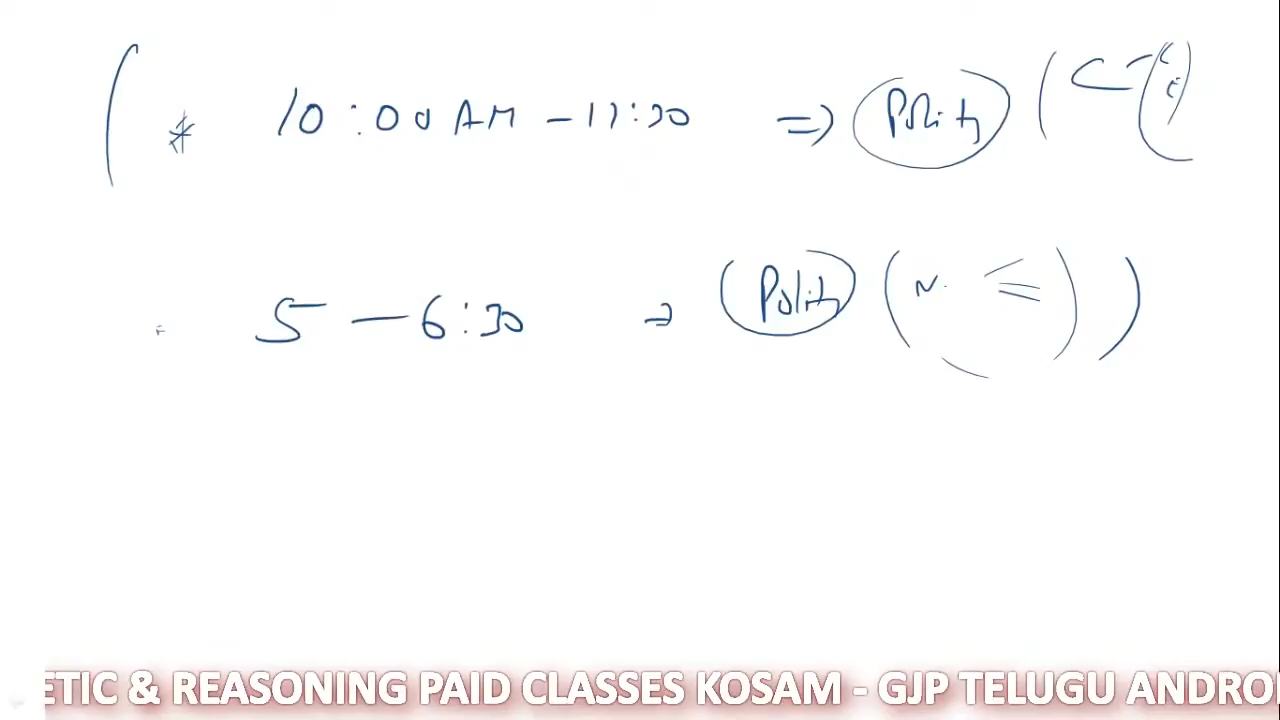 * 10:00 AM - 11:30 => Polity
5 - 6:30 => (Polity (N.
ETIC & REASONING PAID CLASSES KOSAM - GJP TELUGU ANDRO